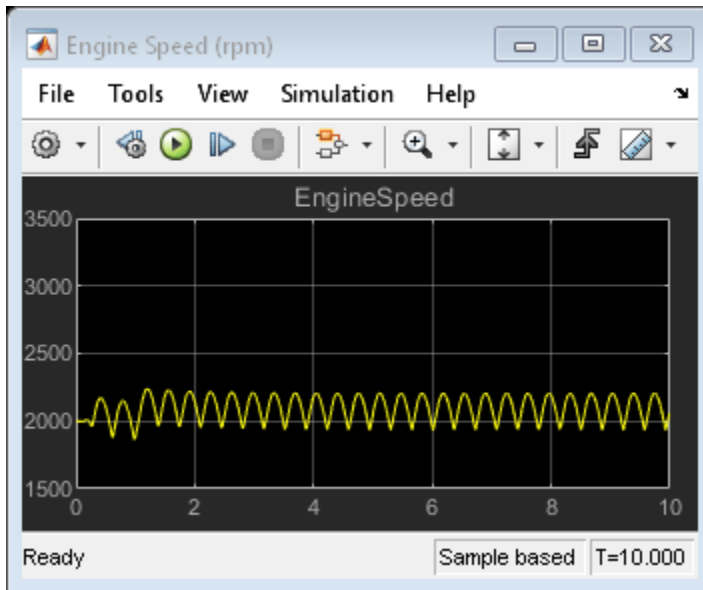 Engine Speed (rpm)
File Tools View Simulation Help
EngineSpeed
3500
3000
2500
2000
1500
0 2 4 6 8 10
Ready Sample based T=10.000